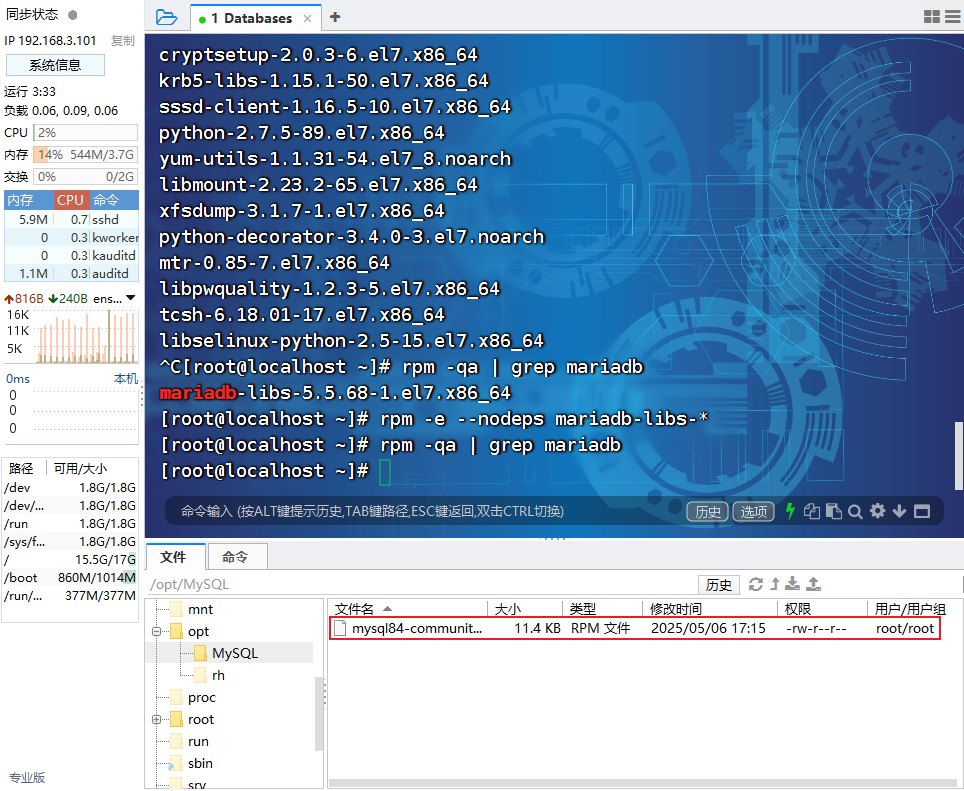 同步状态
IP 192.168.3.101 复制
系统信息
运行 3:33
负载 0.06, 0.09, 0.06
CPU 2%
内存 14% 544M/3.7G
交换 0% 0/2G
内存 CPU 命令
5.9M 0.7 sshd
0 0.3 kworker
0 0.3 kauditd
1.1M 0.3 auditd
816B 240B ens...
16K
11K
5K
0ms 本机
0
0
0
路径 可用/大小
/dev 1.8G/1.8G
/dev/... 1.8G/1.8G
/run 1.8G/1.8G
/sys/f... 1.8G/1.8G
/ 15.5G/17G
/boot 860M/1014M
/run/... 377M/377M
专业版
1 Databases × +
cryptsetup-2.0.3-6.el7.x86_64
krb5-libs-1.15.1-50.el7.x86_64
sssd-client-1.16.5-10.el7.x86_64
python-2.7.5-89.el7.x86_64
yum-utils-1.1.31-54.el7_8.noarch
libmount-2.23.2-65.el7.x86_64
xfsdump-3.1.7-1.el7.x86_64
python-decorator-3.4.0-3.el7.noarch
mtr-0.85-7.el7.x86_64
libpwquality-1.2.3-5.el7.x86_64
tcsh-6.18.01-17.el7.x86_64
libselinux-python-2.5-15.el7.x86_64
^C[root@localhost ~]# rpm -qa | grep mariadb
mariadb-libs-5.5.68-1.el7.x86_64
[root@localhost ~]# rpm -e --nodeps mariadb-libs-*
[root@localhost ~]# rpm -qa | grep mariadb
[root@localhost ~]#
命令输入 (按ALT键提示历史,TAB键路径,ESC键返回,双击CTRL切换) 历史 选项
文件 命令
/opt/MySQL 历史
mnt
opt
MySQL
rh
proc
root
run
sbin
srv
文件名 大小 类型 修改时间 权限 用户/用户组
mysql84-communit... 11.4 KB RPM 文件 2025/05/06 17:15 -rw-r--r-- root/root